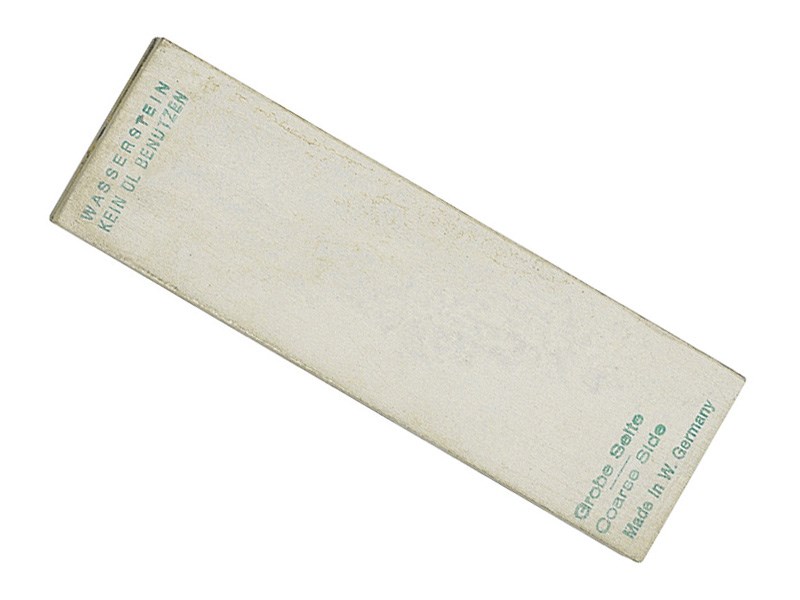 WASSERSTEIN
KEIN ÖL BENUTZEN
Grobe Seite
Coarse Side
Made in W. Germany